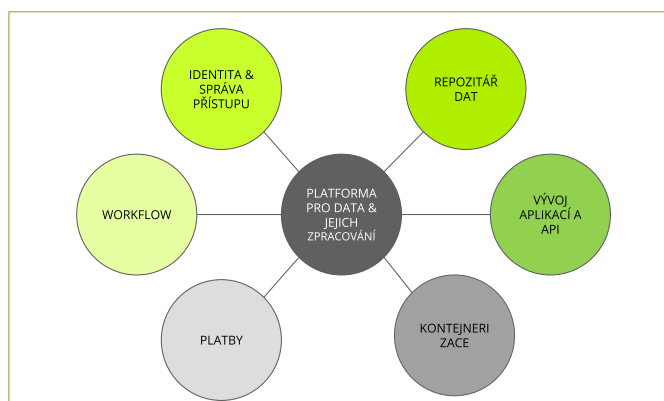 IDENTITA &
SPRÁVA
PŘÍSTUPU
REPOZITÁŘ
DAT
WORKFLOW
PLATFORMA
PRO DATA &
JEJICH
ZPRACOVÁNÍ
VÝVOJ
APLIKACÍ A
API
PLATBY
KONTEJNERI
ZACE